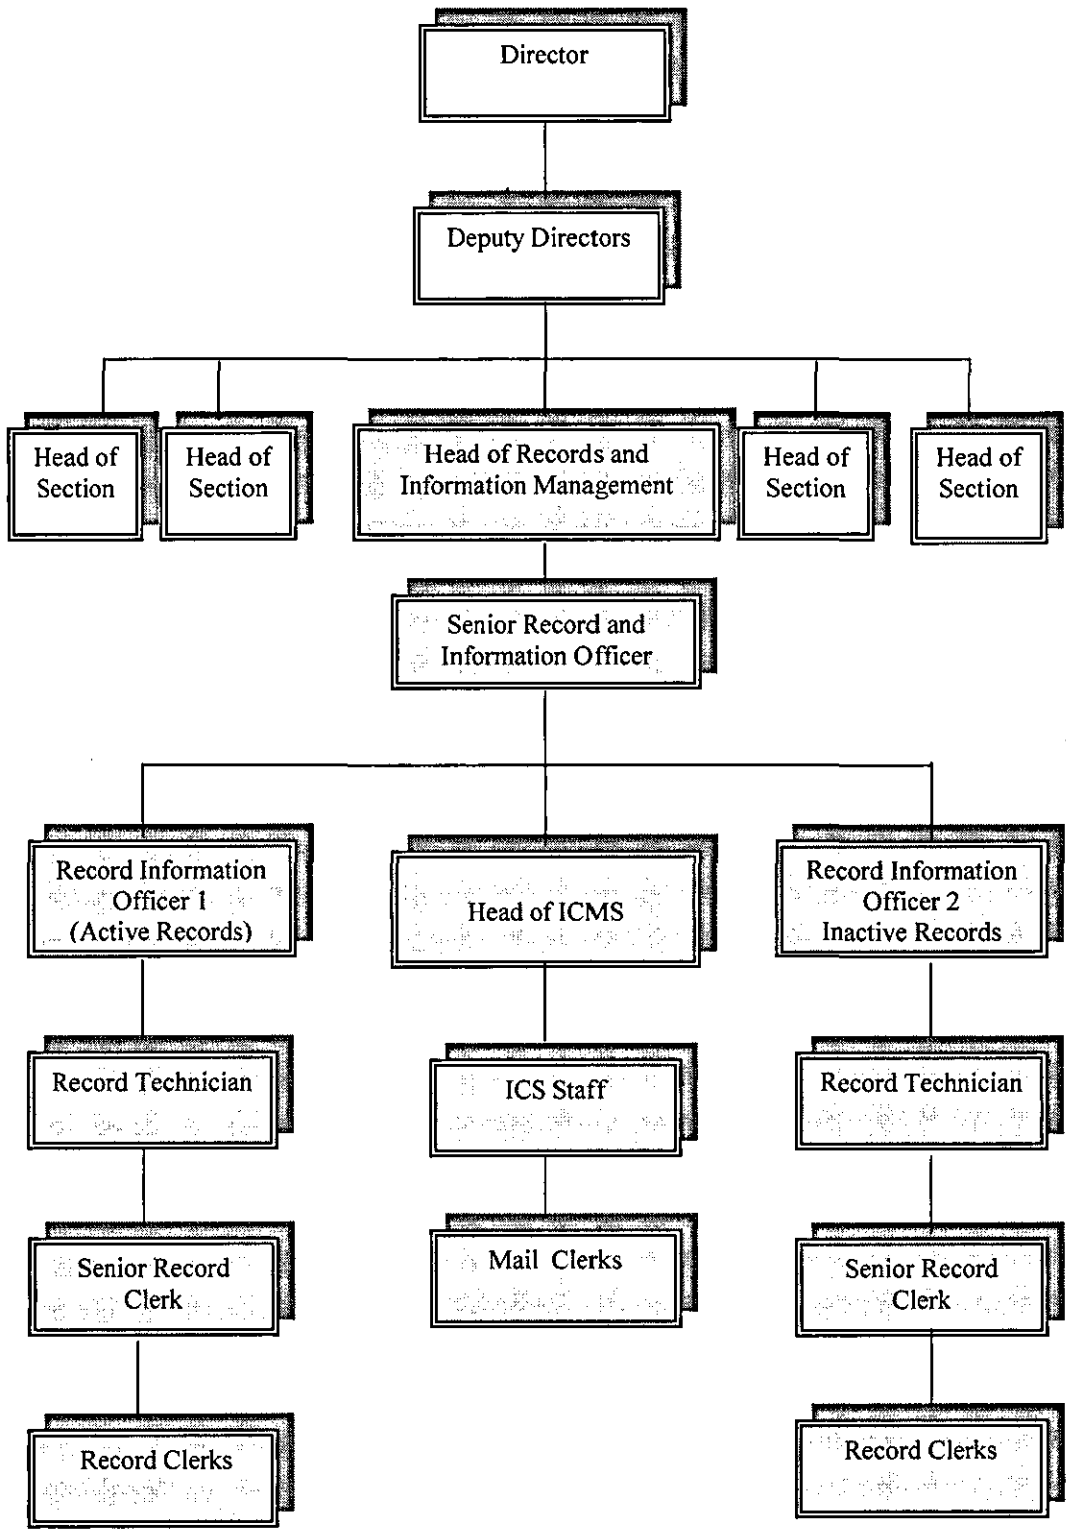 Director
Deputy Directors
Head of
Section
Head of
Section
Head of Records and
Information Management
Head of
Section
Head of
Section
Senior Record and
Information Officer
Record Information
Officer 1
(Active Records)
Head of ICMS
Record Information
Officer 2
Inactive Records
Record Technician
ICS Staff
Record Technician
Senior Record
Clerk
Mail Clerks
Senior Record
Clerk
Record Clerks
Record Clerks